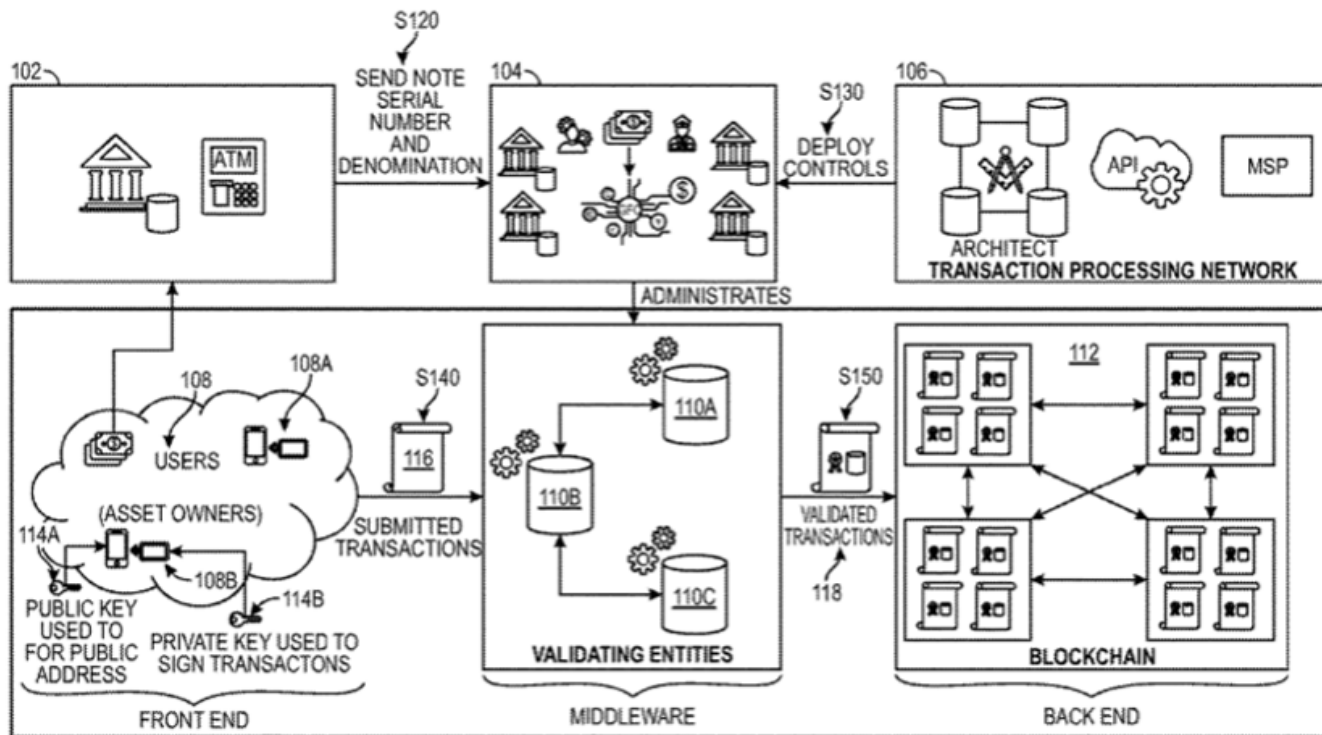 S120
102
SEND NOTE
SERIAL
NUMBER
AND
DENOMINATION
104
S130
DEPLOY
CONTROLS
106
ATM
$
API
MSP
ARCHITECT
TRANSACTION PROCESSING NETWORK
ADMINISTRATES
108
108A
USERS
(ASSET OWNERS)
114A
108B
114B
PUBLIC KEY
USED TO
FOR PUBLIC
ADDRESS
PRIVATE KEY USED TO
SIGN TRANSACTONS
FRONT END
S140
116
SUBMITTED
TRANSACTIONS
110A
110B
110C
VALIDATING ENTITIES
MIDDLEWARE
S150
VALIDATED
TRANSACTIONS
118
112
BLOCKCHAIN
BACK END